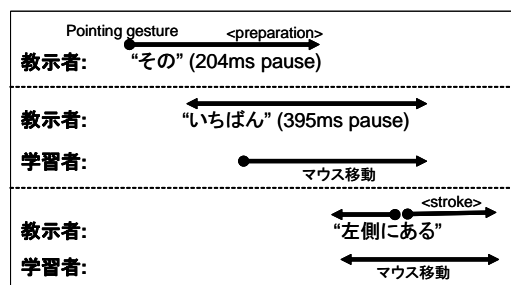 Pointing gesture <preparation>
教示者: “その” (204ms pause)
教示者: “いちばん” (395ms pause)
学習者: マウス移動
<stroke>
教示者: “左側にある”
学習者: マウス移動